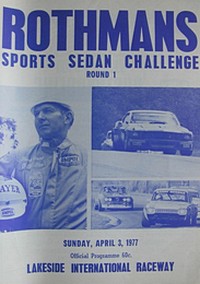 ROTHMANS
SPORTS SEDAN CHALLENGE
ROUND 1
SUNDAY, APRIL 3, 1977
Official Programme 60c.
LAKESIDE INTERNATIONAL RACEWAY